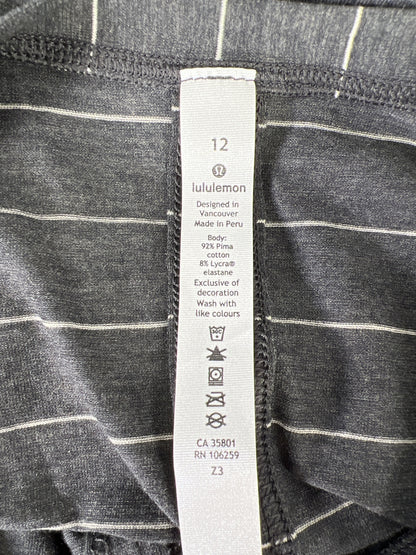 12
lululemon
Designed in
Vancouver
Made in Peru
Body:
92% Pima
cotton
8% Lycra®
elastane
Exclusive of
decoration
Wash with
like colours
CA 35801
RN 106259
Z3